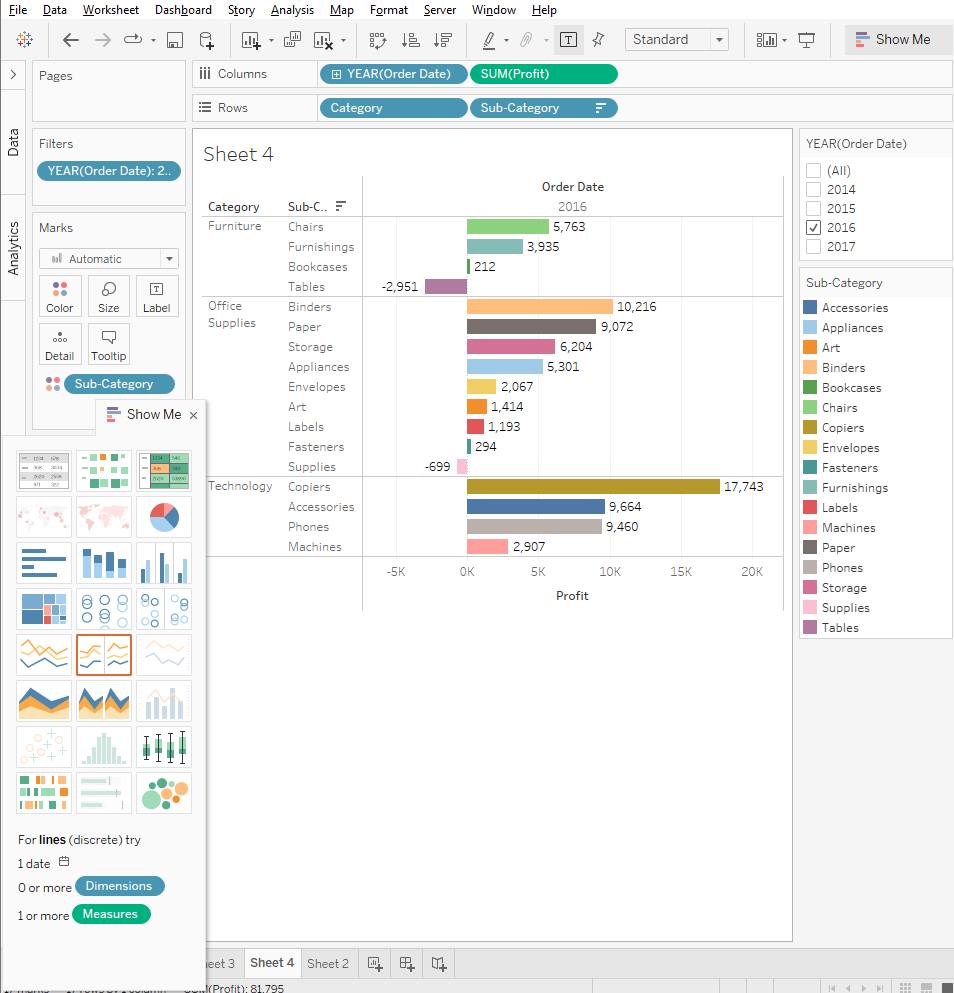 File Data Worksheet Dashboard Story Analysis Map Format Server Window Help
Standard
Show Me
Pages
Columns YEAR(Order Date) SUM(Profit)
Rows Category Sub-Category
Data
Analytics
Filters
YEAR(Order Date): 2..
Marks
Automatic
Color Size Label
Detail Tooltip
Sub-Category
Sheet 4
Order Date
Category Sub-C.. 2016
Furniture Chairs 5,763
Furnishings 3,935
Bookcases 212
Tables -2,951
Office Supplies Binders 10,216
Paper 9,072
Storage 6,204
Appliances 5,301
Envelopes 2,067
Art 1,414
Labels 1,193
Fasteners 294
Supplies -699
Technology Copiers 17,743
Accessories 9,664
Phones 9,460
Machines 2,907
-5K 0K 5K 10K 15K 20K
Profit
YEAR(Order Date)
(All)
2014
2015
2016
2017
Sub-Category
Accessories
Appliances
Art
Binders
Bookcases
Chairs
Copiers
Envelopes
Fasteners
Furnishings
Labels
Machines
Paper
Phones
Storage
Supplies
Tables
Show Me
For lines (discrete) try
1 date
0 or more Dimensions
1 or more Measures
eet 3 Sheet 4 Sheet 2
SUM(Profit): 81,795